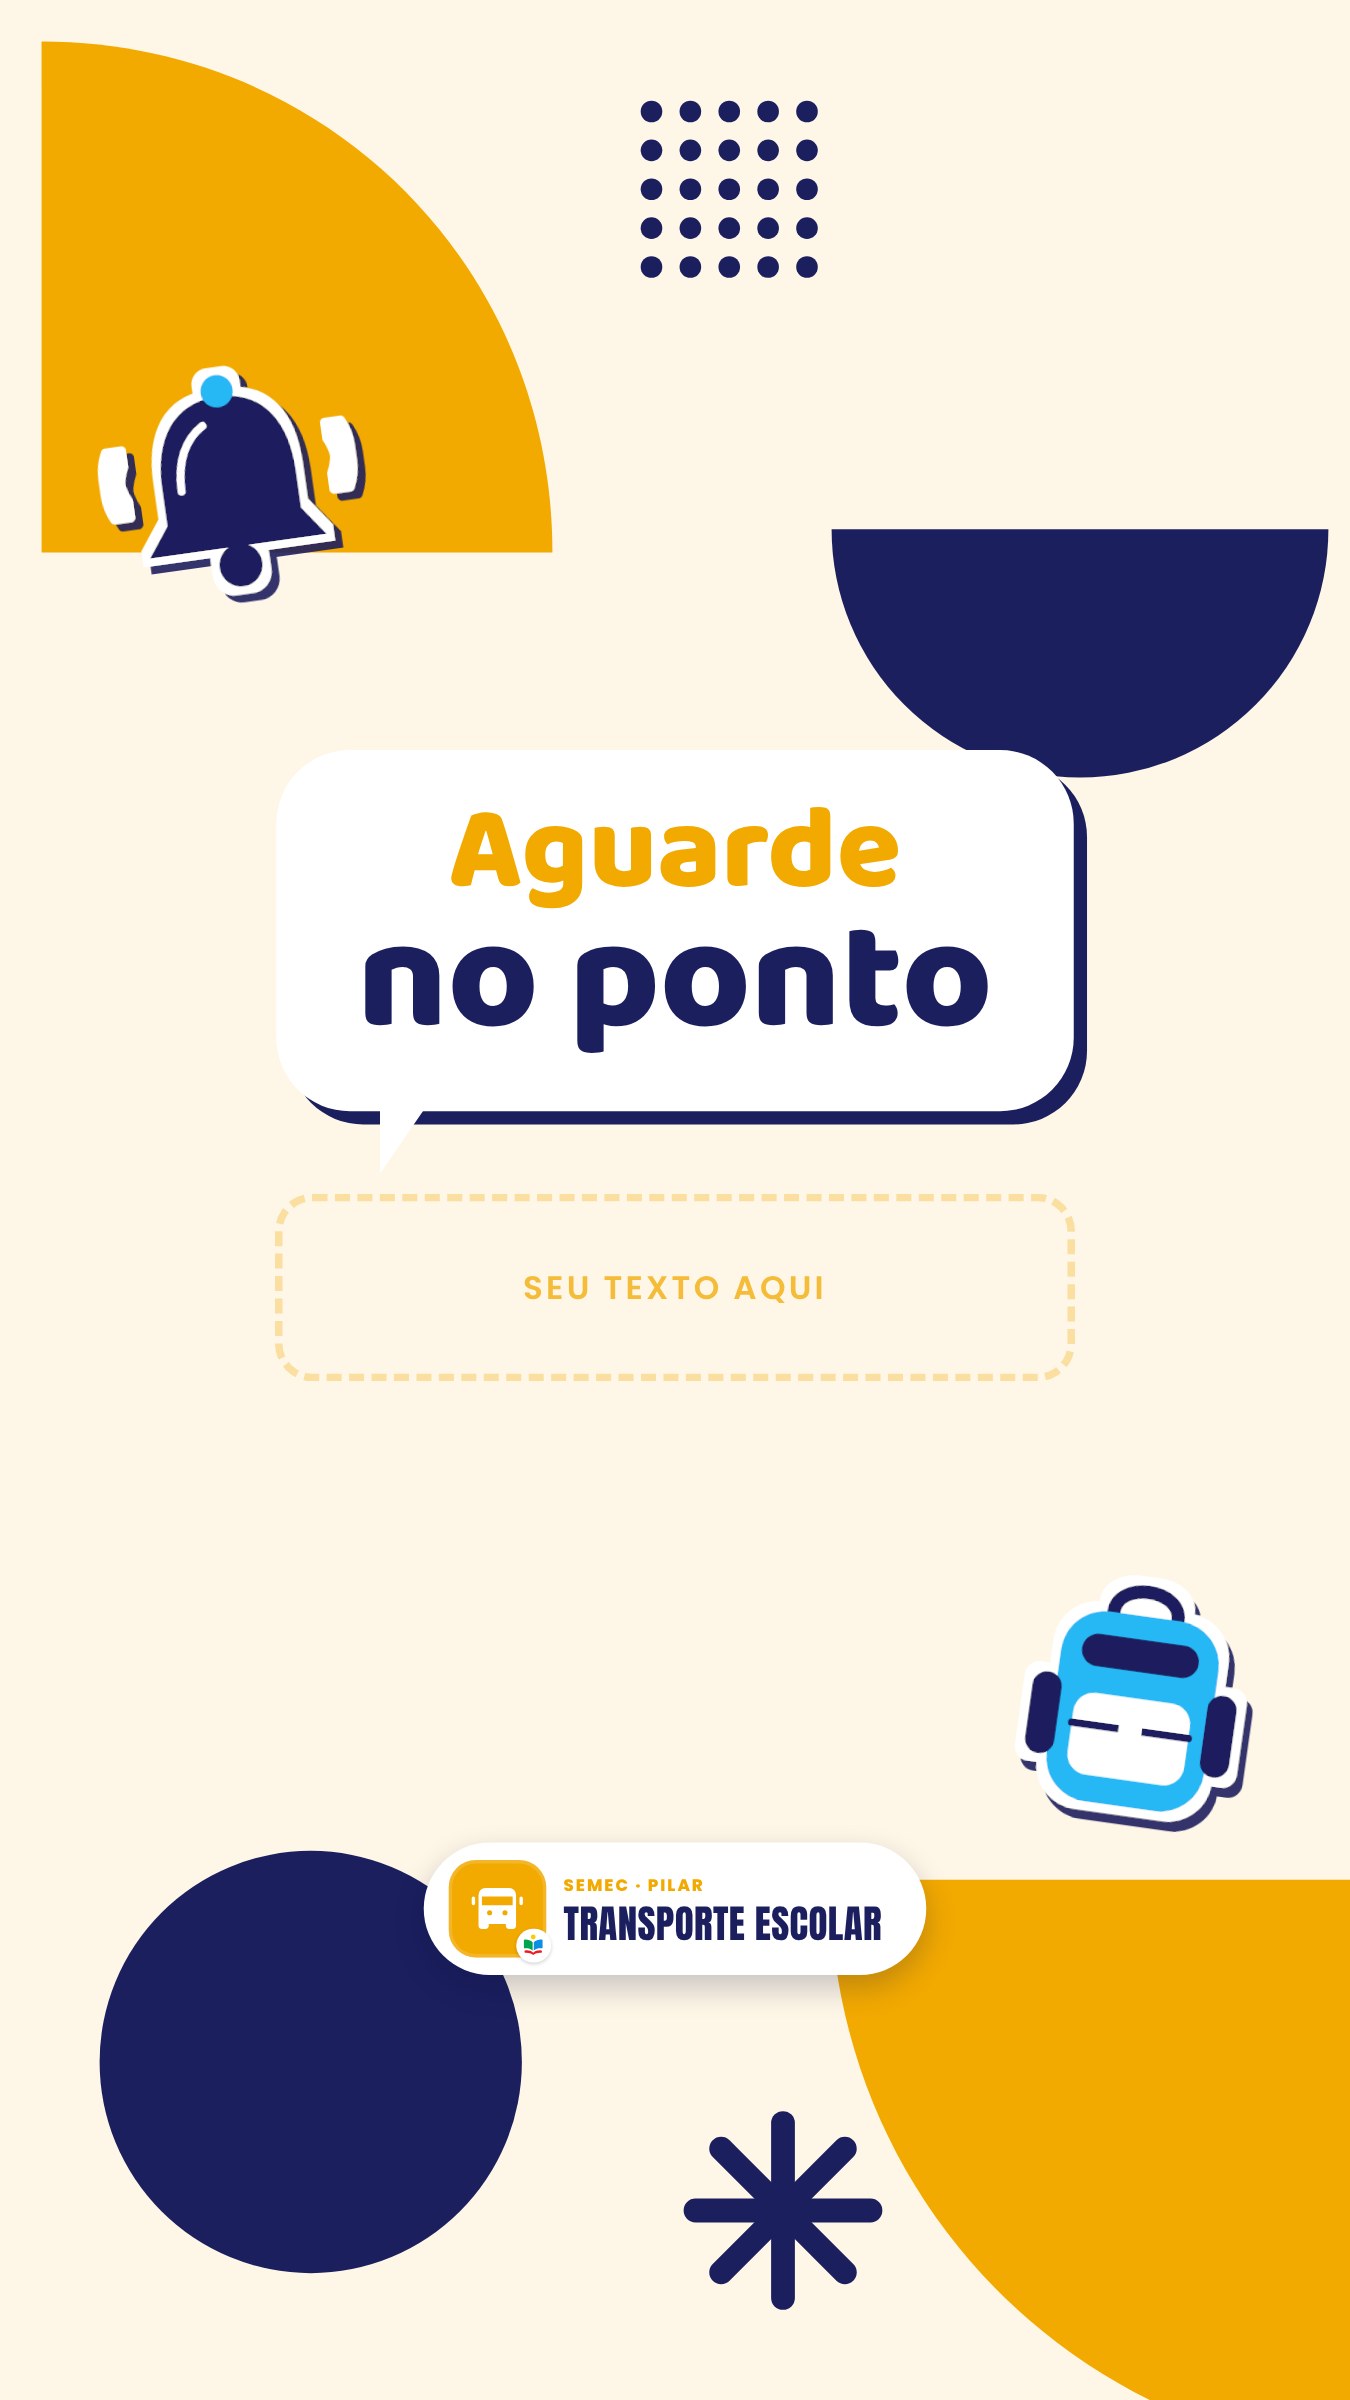 Aguarde
no ponto
SEU TEXTO AQUI
SEMEC · PILAR
TRANSPORTE ESCOLAR